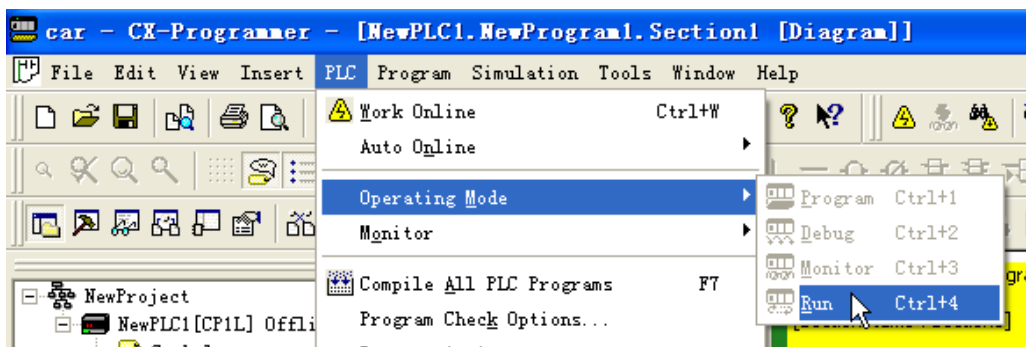 car - CX-Programmer - [NewPLC1.NewProgram1.Section1 [Diagram]]
File Edit View Insert PLC Program Simulation Tools Window Help
Work Online Ctrl+W
Auto Online
Operating Mode
Program Ctrl+1
Monitor
Debug Ctrl+2
Monitor Ctrl+3
Compile All PLC Programs F7
Run Ctrl+4
NewProject
NewPLC1[CP1L] Offli
Program Check Options...